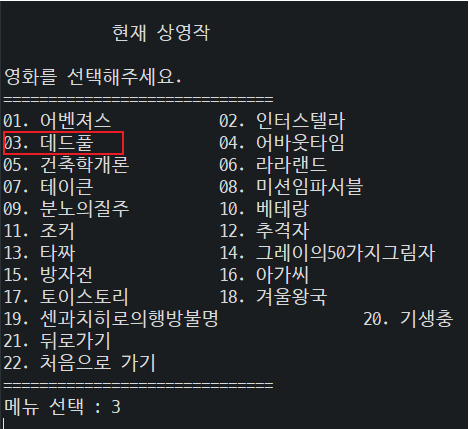 현재 상영작
영화를 선택해주세요.
==============================
01. 어벤져스 02. 인터스텔라
03. 데드풀 04. 어바웃타임
05. 건축학개론 06. 라라랜드
07. 테이큰 08. 미션임파서블
09. 분노의질주 10. 베테랑
11. 조커 12. 추격자
13. 타짜 14. 그레이의50가지그림자
15. 방자전 16. 아가씨
17. 토이스토리 18. 겨울왕국
19. 센과치히로의행방불명 20. 기생충
21. 뒤로가기
22. 처음으로 가기
==============================
메뉴 선택 : 3